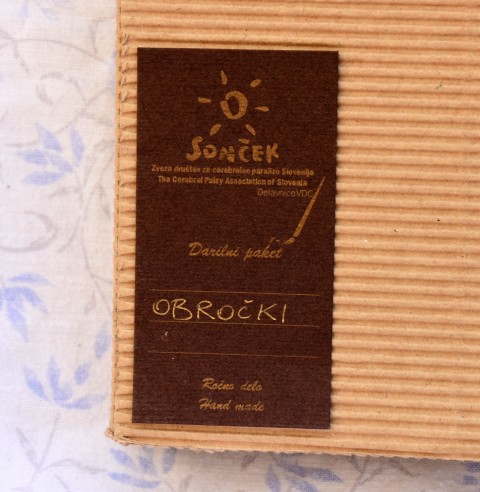 SONČEK
Zveza društev za cerebralno paralizo Slovenije
The Cerebral Palsy Association of Slovenia
Delavnice VDC
Darilni paket
OBROČKI
Ročno delo
Hand made